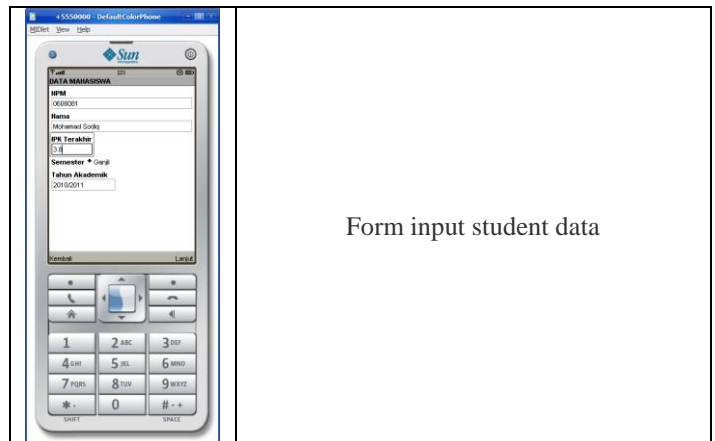 +5550000 - DefaultColorPhone
MIDlet View Help
Sun
DATA MAHASISWA
NPM
0608081
Nama
Mohamad Sodiq
IPK Terakhir
3.8
Semester Ganjil
Tahun Akademik
2010/2011
Kembali Lanjut
1 2 ABC 3 DEF
4 GHI 5 JKL 6 MNO
7 PQRS 8 TUV 9 WXYZ
* . 0 # - +
SHIFT SPACE
Form input student data